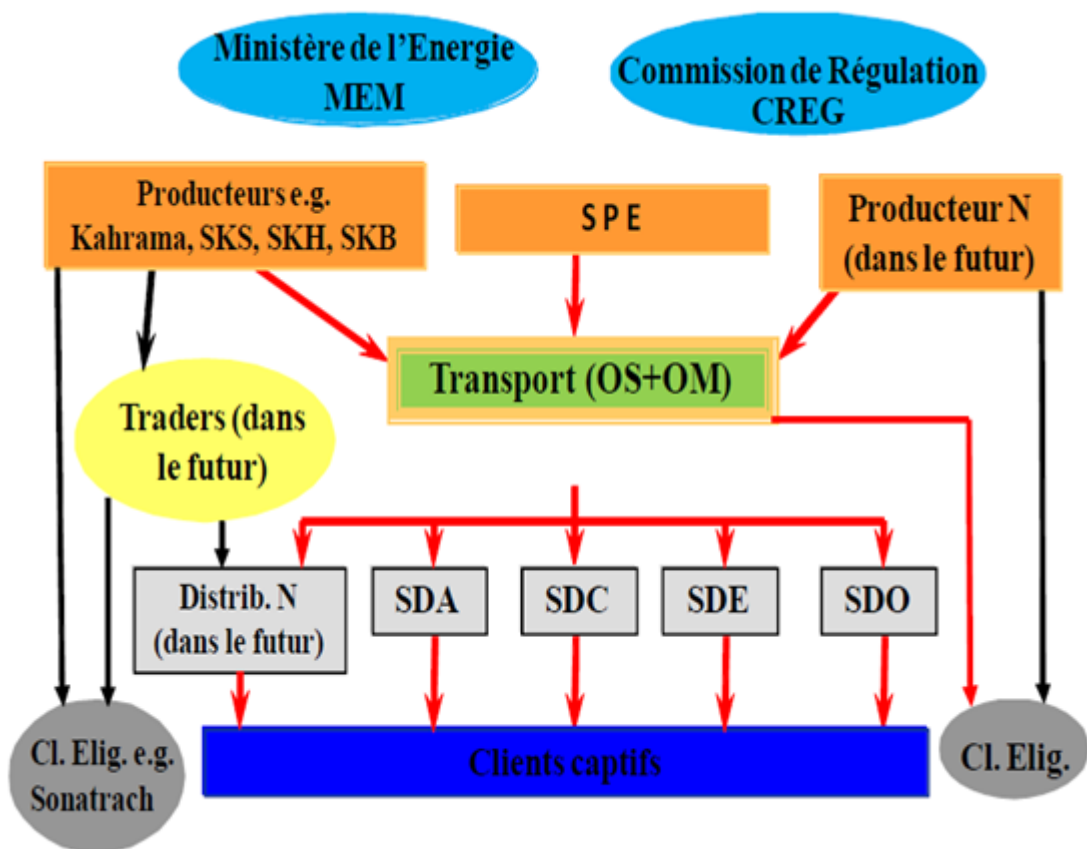 Ministère de l'Energie
MEM
Commission de Régulation
CREG
Producteurs e.g.
Kahrama, SKS, SKH, SKB
S P E
Producteur N
(dans le futur)
Transport (OS+OM)
Traders (dans
le futur)
Distrib. N
(dans le futur)
SDA
SDC
SDE
SDO
Cl. Elig. e.g.
Sonatrach
Clients captifs
Cl. Elig.